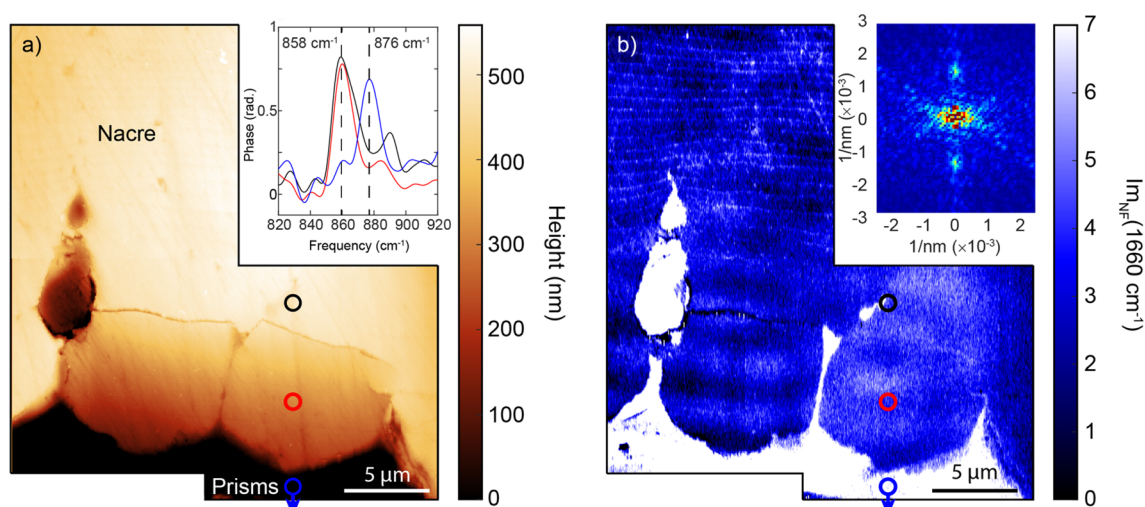 a)
858 cm⁻¹
876 cm⁻¹
1
0.5
0
Phase (rad.)
820 840 860 880 900 920
Frequency (cm⁻¹)
Nacre
Prisms
5 µm
500
400
300
200
100
0
Height (nm)
b)
3
2
1
0
-1
-2
-3
1/nm (×10⁻³)
-2 -1 0 1 2
1/nm (×10⁻³)
5 µm
7
6
5
4
3
2
1
0
Im_NF(1660 cm⁻¹)